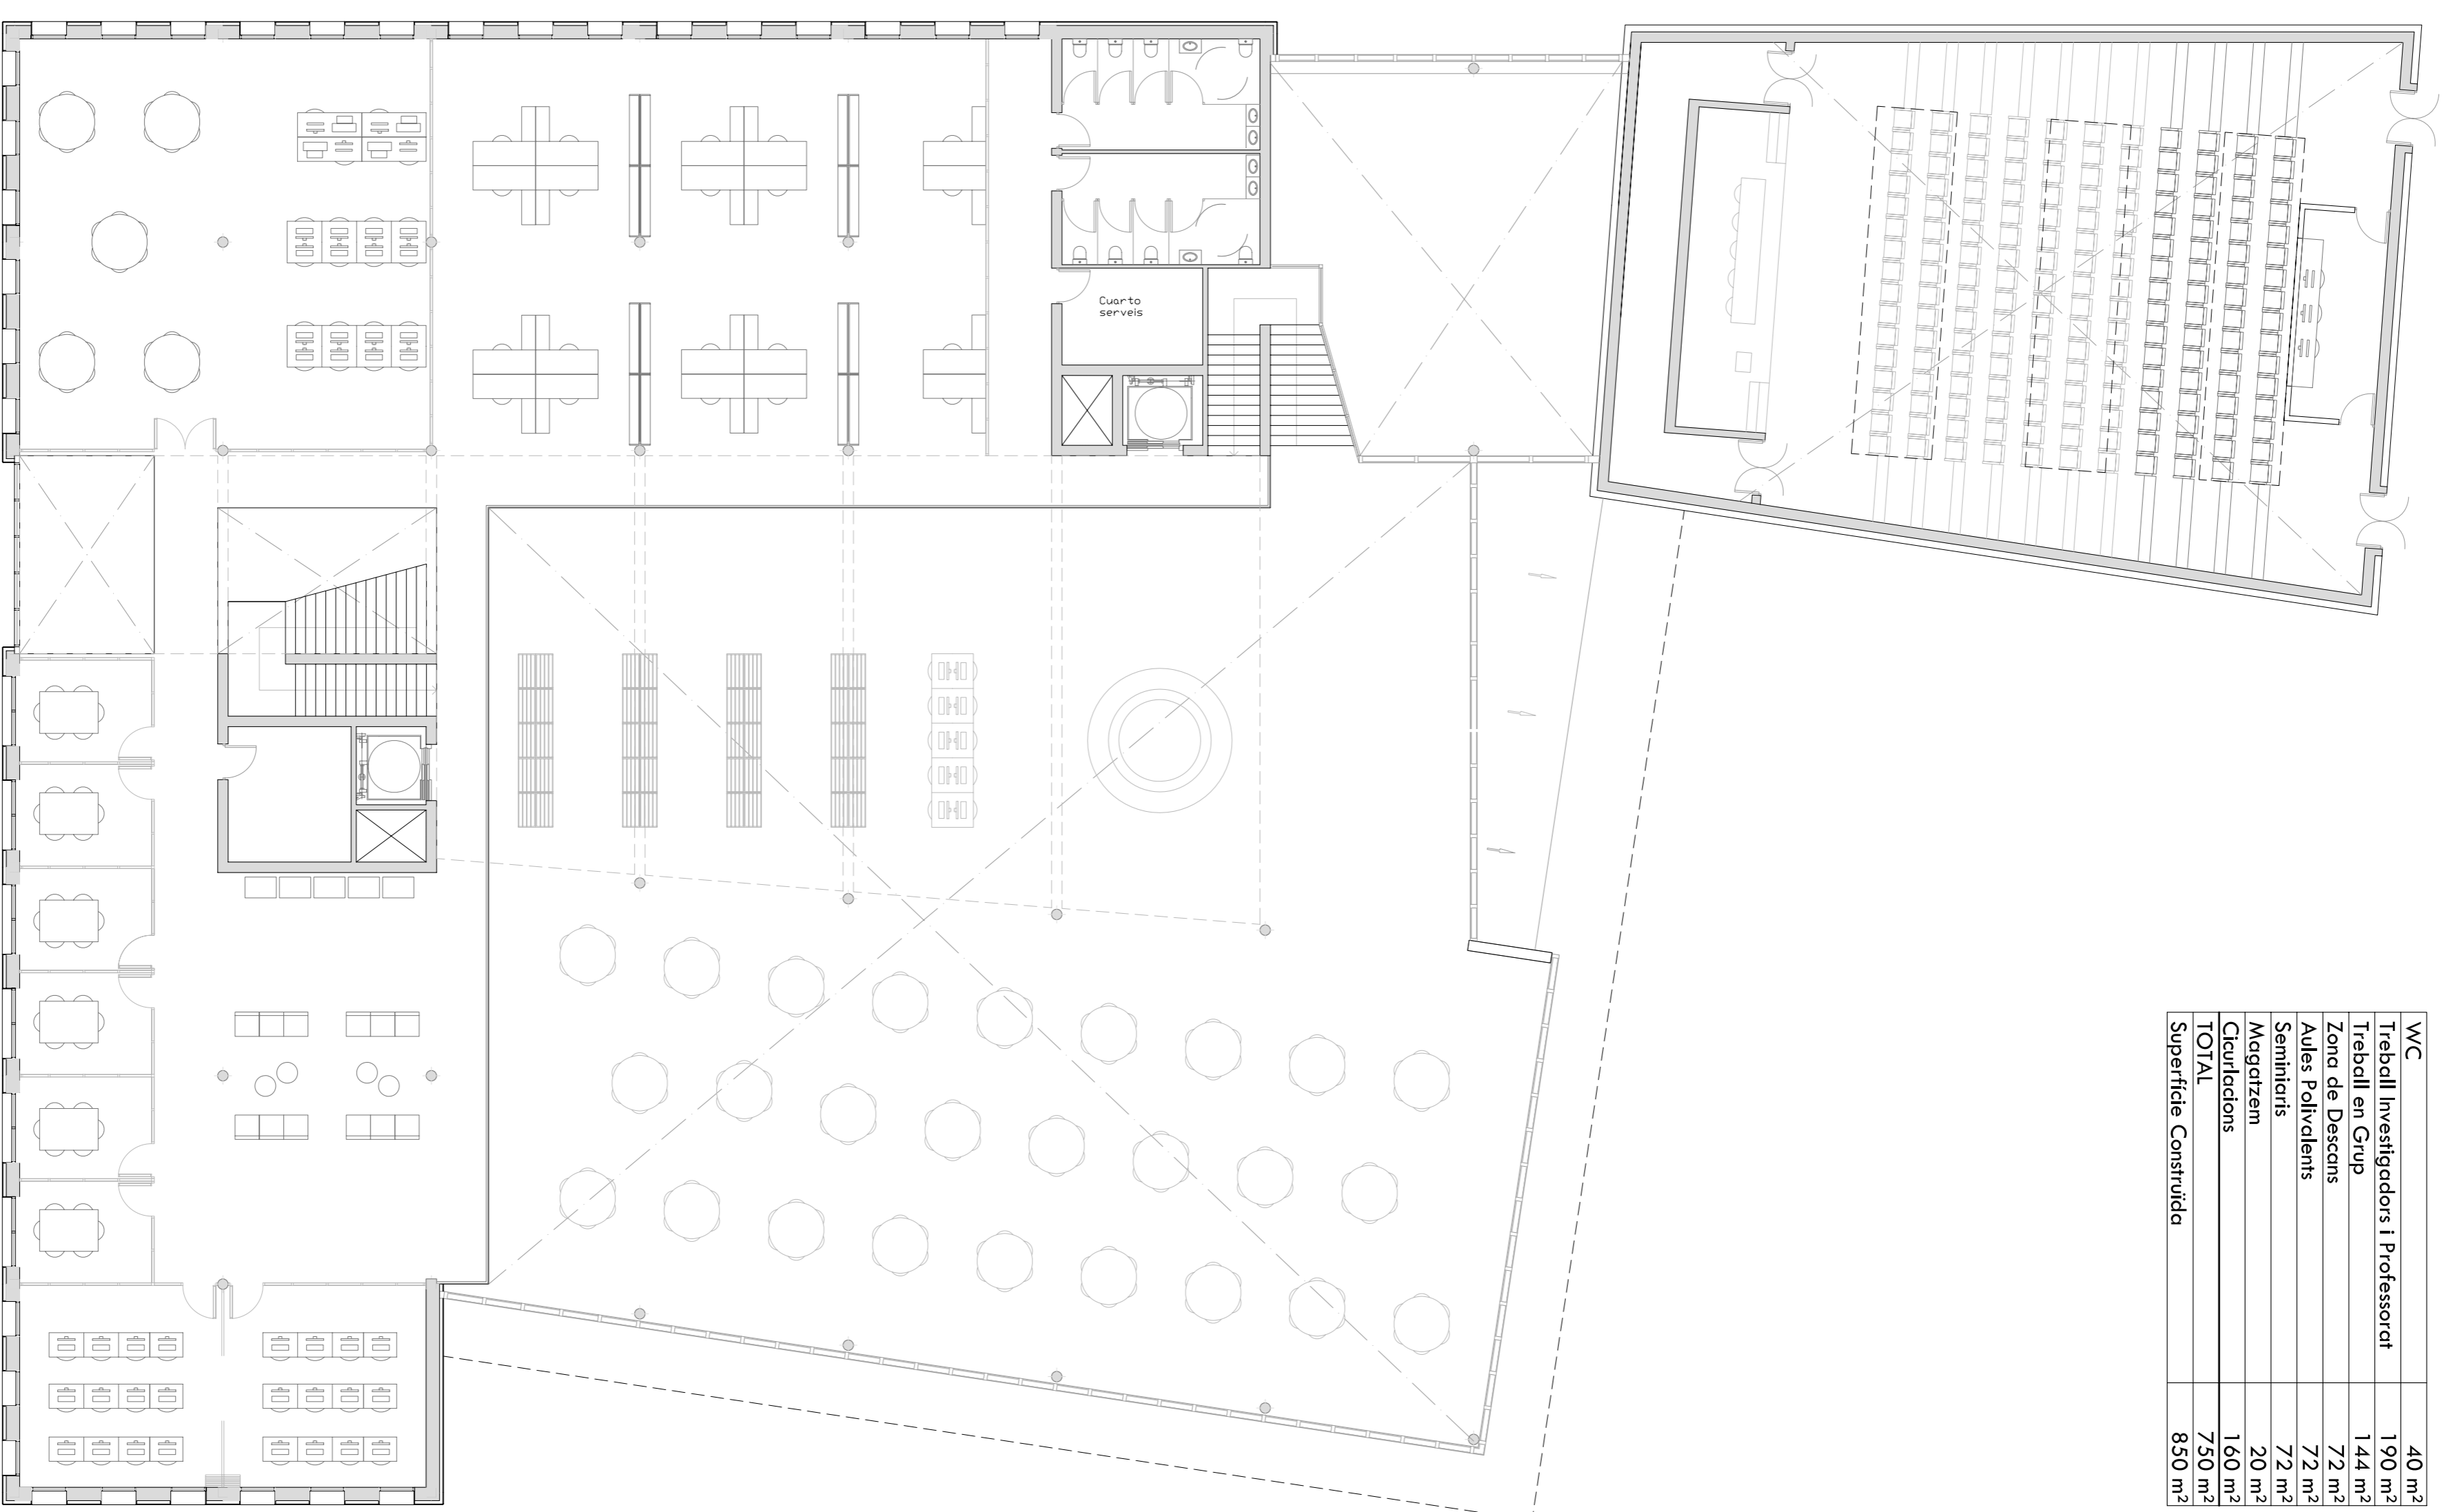 Cuarto
serveis
WC 40 m²
Treball Investigadors i Professorat 190 m²
Treball en Grup 144 m²
Zona de Descans 72 m²
Aules Polivalents 72 m²
Seminiaris 72 m²
Magatzem 20 m²
Cicurlacions 160 m²
TOTAL 750 m²
Superfície Construïda 850 m²